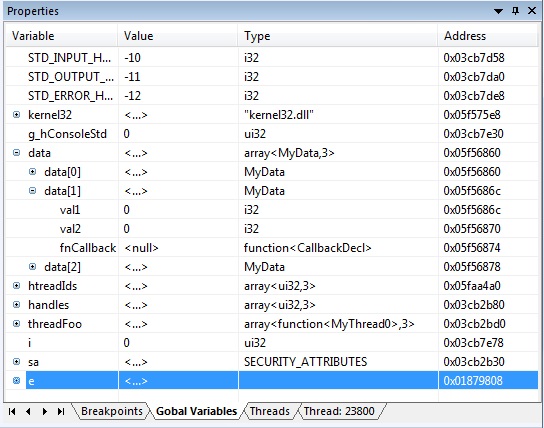 Properties
Variable Value Type Address
STD_INPUT_H... -10 i32 0x03cb7d58
STD_OUTPUT_... -11 i32 0x03cb7da0
STD_ERROR_H... -12 i32 0x03cb7de8
kernel32 <...> "kernel32.dll" 0x05f575e8
g_hConsoleStd 0 ui32 0x03cb7e30
data <...> array<MyData,3> 0x05f56860
data[0] <...> MyData 0x05f56860
data[1] <...> MyData 0x05f5686c
val1 0 i32 0x05f5686c
val2 0 i32 0x05f56870
fnCallback <null> function<CallbackDecl> 0x05f56874
data[2] <...> MyData 0x05f56878
htreadIds <...> array<ui32,3> 0x05faa4a0
handles <...> array<ui32,3> 0x03cb2b80
threadFoo <...> array<function<MyThread0>,3> 0x03cb2bd0
i 0 ui32 0x03cb7e78
sa <...> SECURITY_ATTRIBUTES 0x03cb2b30
e <...> 0x01879808
Breakpoints Gobal Variables Threads Thread: 23800